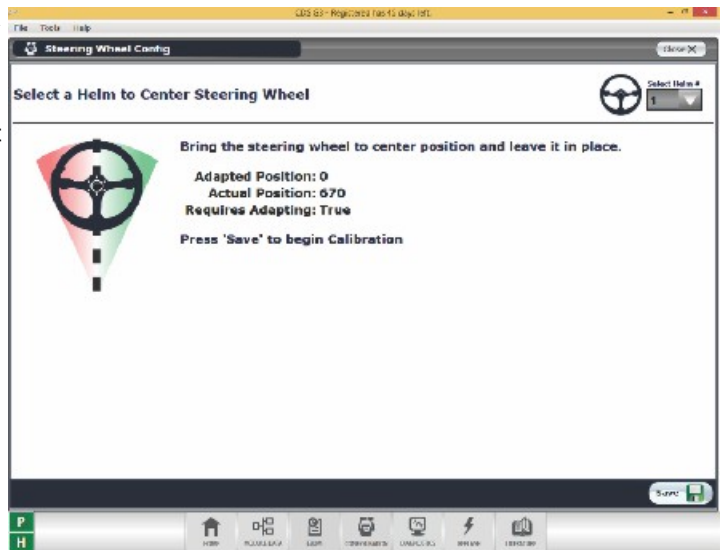 CDS G3 - Registered has 45 days left.
File Tools Help
Steering Wheel Config
Close X
Select a Helm to Center Steering Wheel
Select Helm #
1
Bring the steering wheel to center position and leave it in place.
Adapted Position: 0
Actual Position: 670
Requires Adapting: True
Press 'Save' to begin Calibration
Save
P
H